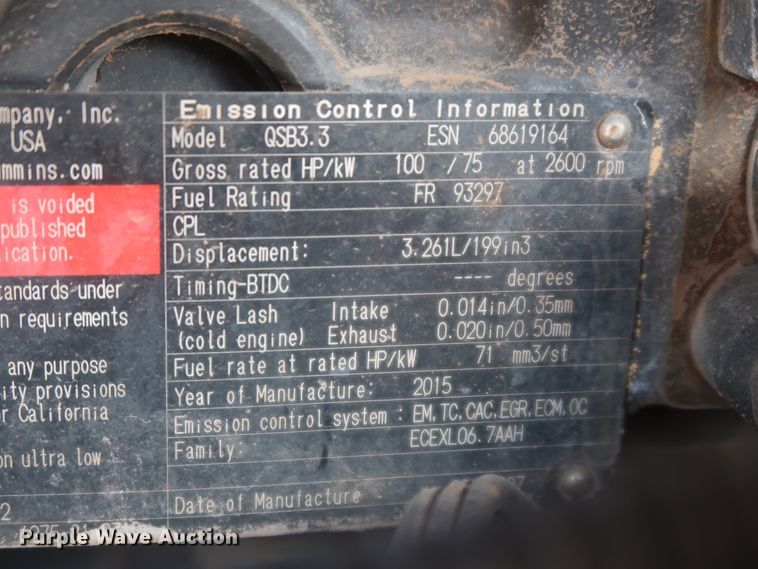 ompany, Inc.
USA
mmins.com
is voided
published
ication.
tandards under
n requirements
any purpose
ity provisions
or California
on ultra low
2
Emission Control Information
Model QSB3.3 ESN 68619164
Gross rated HP/kW 100 /75 at 2600 rpm
Fuel Rating FR 93297
CPL
Displacement: 3.261L/199in3
Timing-BTDC ---- degrees
Valve Lash Intake 0.014in/0.35mm
(cold engine) Exhaust 0.020in/0.50mm
Fuel rate at rated HP/kW 71 mm3/st
Year of Manufacture: 2015
Emission control system : EM, TC, CAC, EGR, ECM, OC
Family: ECEXL06.7AAH
Date of Manufacture
Purple Wave Auction